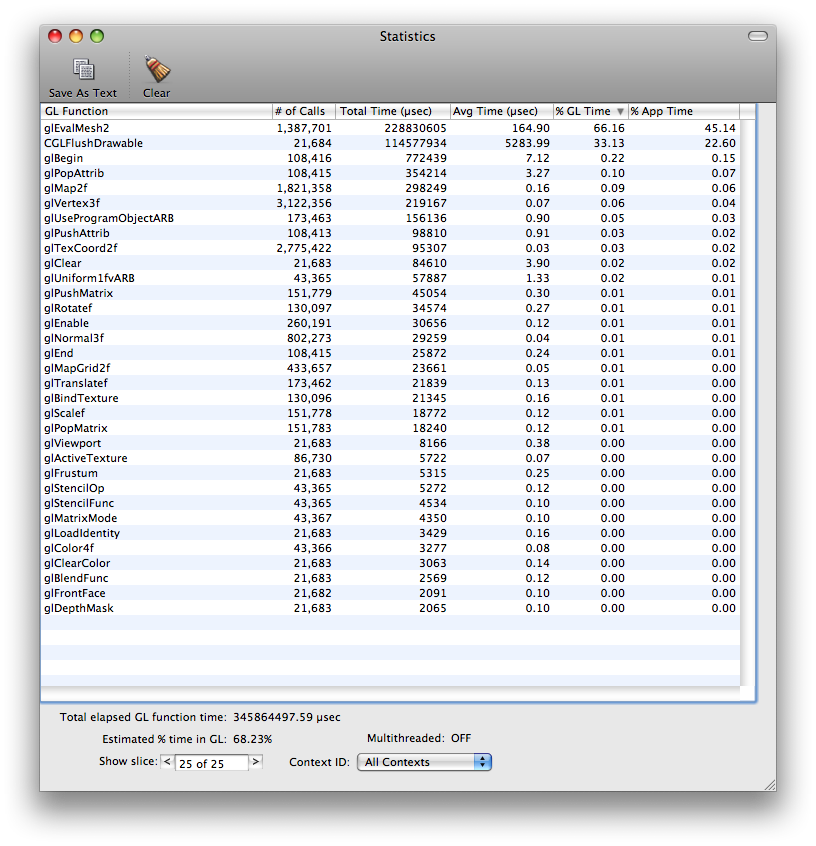 Statistics
Save As Text Clear
GL Function # of Calls Total Time (µsec) Avg Time (µsec) % GL Time ▼ % App Time
glEvalMesh2 1,387,701 228830605 164.90 66.16 45.14
CGLFlushDrawable 21,684 114577934 5283.99 33.13 22.60
glBegin 108,416 772439 7.12 0.22 0.15
glPopAttrib 108,415 354214 3.27 0.10 0.07
glMap2f 1,821,358 298249 0.16 0.09 0.06
glVertex3f 3,122,356 219167 0.07 0.06 0.04
glUseProgramObjectARB 173,463 156136 0.90 0.05 0.03
glPushAttrib 108,413 98810 0.91 0.03 0.02
glTexCoord2f 2,775,422 95307 0.03 0.03 0.02
glClear 21,683 84610 3.90 0.02 0.02
glUniform1fvARB 43,365 57887 1.33 0.02 0.01
glPushMatrix 151,779 45054 0.30 0.01 0.01
glRotatef 130,097 34574 0.27 0.01 0.01
glEnable 260,191 30656 0.12 0.01 0.01
glNormal3f 802,273 29259 0.04 0.01 0.01
glEnd 108,415 25872 0.24 0.01 0.01
glMapGrid2f 433,657 23661 0.05 0.01 0.00
glTranslatef 173,462 21839 0.13 0.01 0.00
glBindTexture 130,096 21345 0.16 0.01 0.00
glScalef 151,778 18772 0.12 0.01 0.00
glPopMatrix 151,783 18240 0.12 0.01 0.00
glViewport 21,683 8166 0.38 0.00 0.00
glActiveTexture 86,730 5722 0.07 0.00 0.00
glFrustum 21,683 5315 0.25 0.00 0.00
glStencilOp 43,365 5272 0.12 0.00 0.00
glStencilFunc 43,365 4534 0.10 0.00 0.00
glMatrixMode 43,367 4350 0.10 0.00 0.00
glLoadIdentity 21,683 3429 0.16 0.00 0.00
glColor4f 43,366 3277 0.08 0.00 0.00
glClearColor 21,683 3063 0.14 0.00 0.00
glBlendFunc 21,683 2569 0.12 0.00 0.00
glFrontFace 21,682 2091 0.10 0.00 0.00
glDepthMask 21,683 2065 0.10 0.00 0.00
Total elapsed GL function time: 345864497.59 µsec
Estimated % time in GL: 68.23% Multithreaded: OFF
Show slice: < 25 of 25 > Context ID: All Contexts